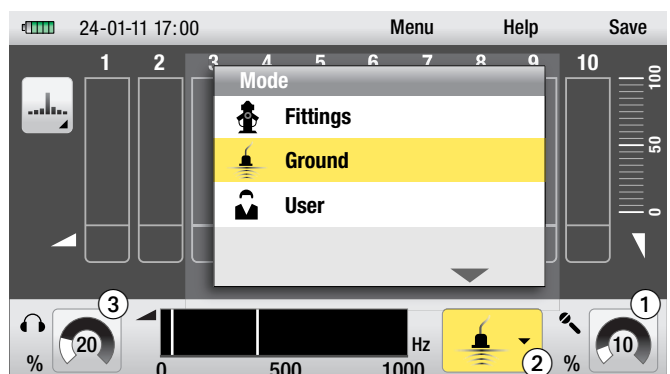 24-01-11 17:00 Menu Help Save
1 2 3 4 5 6 7 8 9 10
Mode
Fittings
Ground
User
100
50
0
3
1
20
%
Hz
0 500 1000
2
%
10